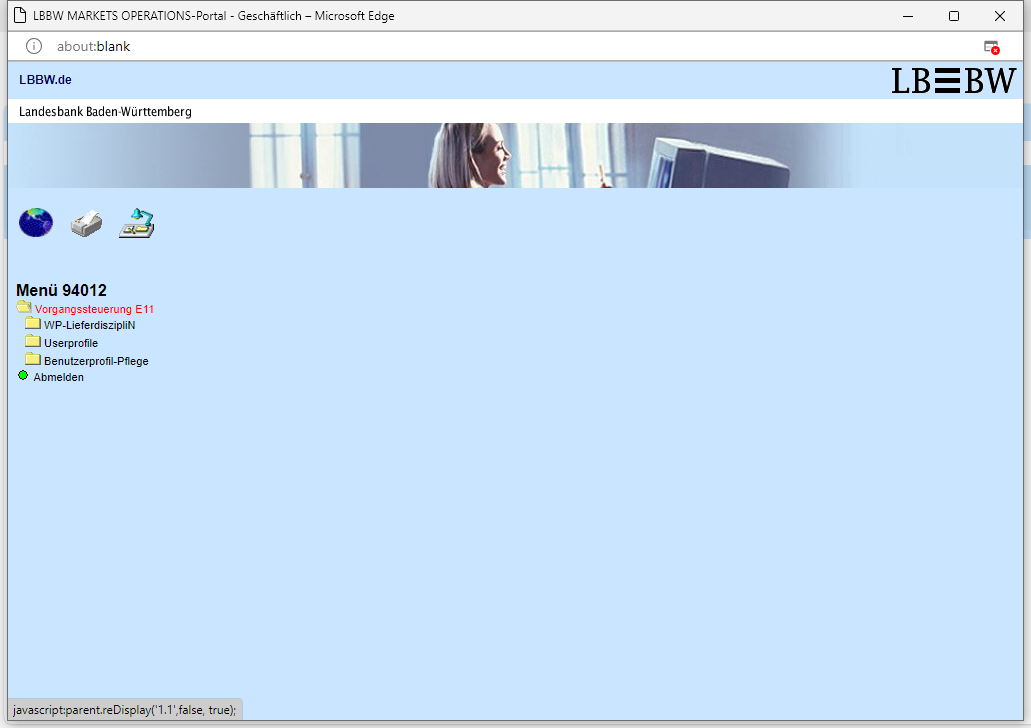 LBBW MARKETS OPERATIONS-Portal - Geschäftlich – Microsoft Edge
about:blank
LBBW.de
LBBW
Landesbank Baden-Württemberg
Menü 94012
Vorgangssteuerung E11
WP-LieferdiszipliN
Userprofile
Benutzerprofil-Pflege
Abmelden
javascript:parent.reDisplay('1.1',false, true);